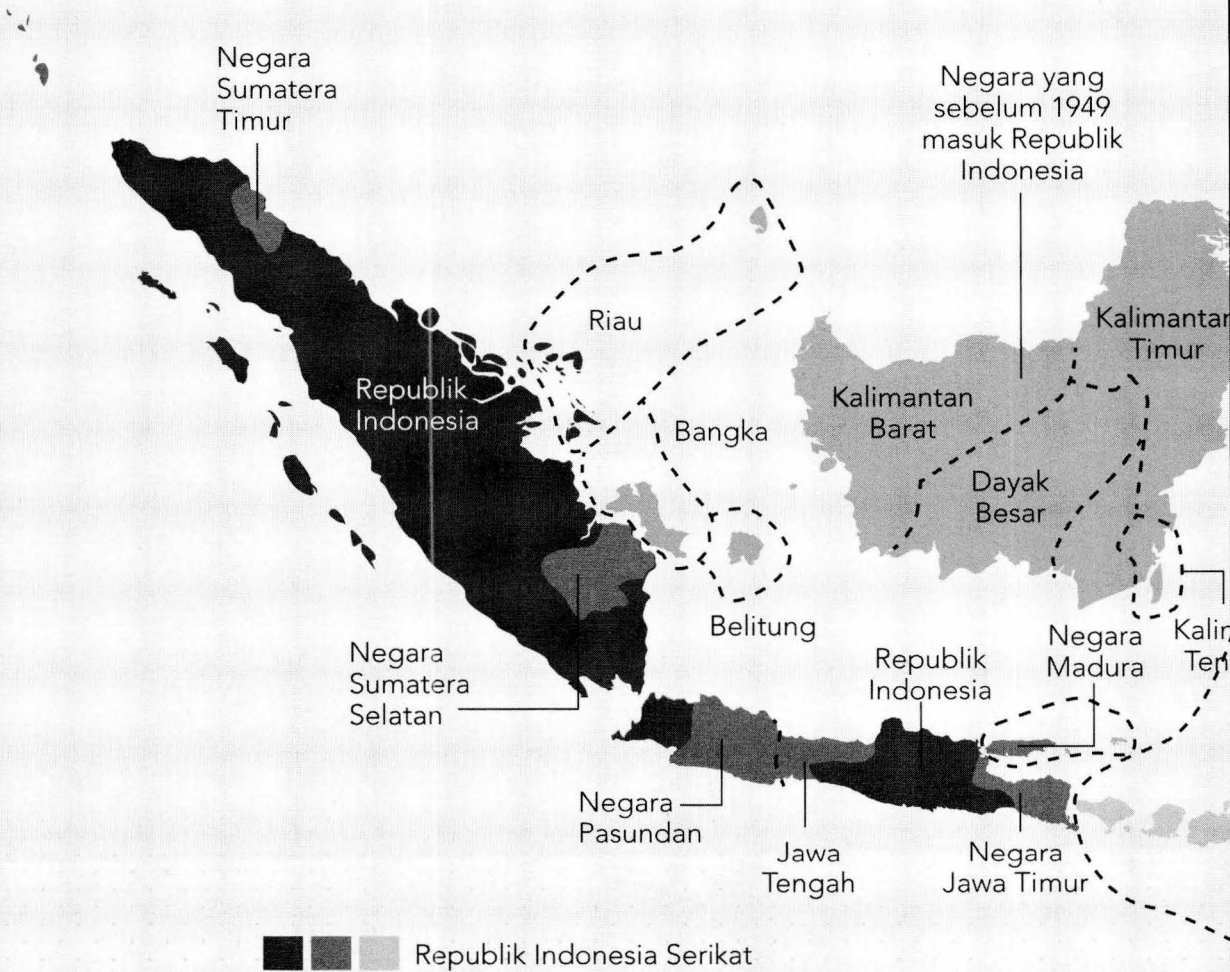 Negara
Sumatera
Timur
Negara yang
sebelum 1949
masuk Republik
Indonesia
Riau
Kalimantan
Timur
Republik
Indonesia
Kalimantan
Barat
Bangka
Dayak
Besar
Belitung
Negara
Sumatera
Selatan
Republik
Indonesia
Negara
Madura
Negara
Pasundan
Jawa
Tengah
Negara
Jawa Timur
Republik Indonesia Serikat